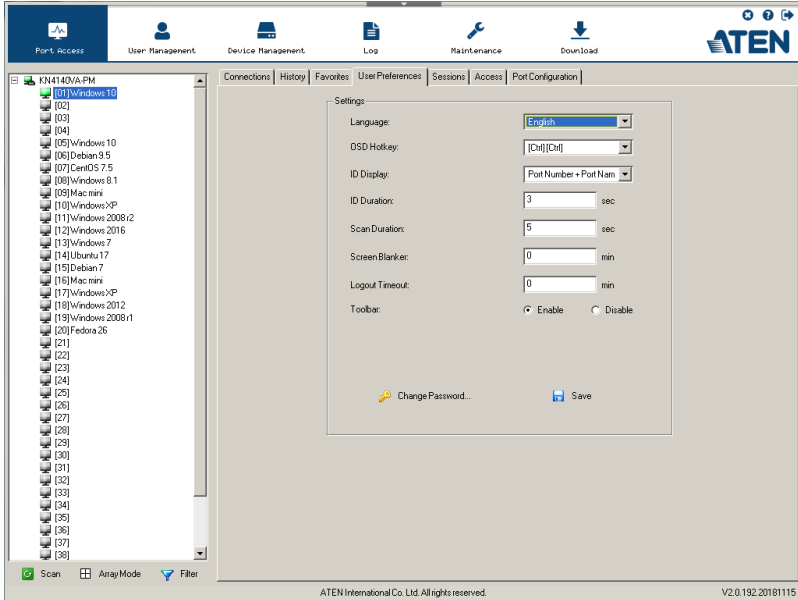 Port Access
User Management
Device Management
Log
Maintenance
Download
ATEN
KN4140VA-PM
[01]Windows 10
[02]
[03]
[04]
[05]Windows 10
[06]Debian 9.5
[07]CentOS 7.5
[08]Windows 8.1
[09]Mac mini
[10]WindowsXP
[11]Windows 2008 r2
[12]Windows 2016
[13]Windows 7
[14]Ubuntu 17
[15]Debian 7
[16]Mac mini
[17]WindowsXP
[18]Windows 2012
[19]Windows 2008 r1
[20]Fedora 26
[21]
[22]
[23]
[24]
[25]
[26]
[27]
[28]
[29]
[30]
[31]
[32]
[33]
[34]
[35]
[36]
[37]
[38]
Scan
Array Mode
Filter
Connections
History
Favorites
User Preferences
Sessions
Access
Port Configuration
Settings
Language: English
OSD Hotkey: [Ctrl][Ctrl]
ID Display: Port Number + Port Nam
ID Duration: 3 sec
Scan Duration: 5 sec
Screen Blanker: 0 min
Logout Timeout: 0 min
Toolbar: Enable Disable
Change Password... Save
ATEN International Co. Ltd. All rights reserved.
V2.0.192.20181115